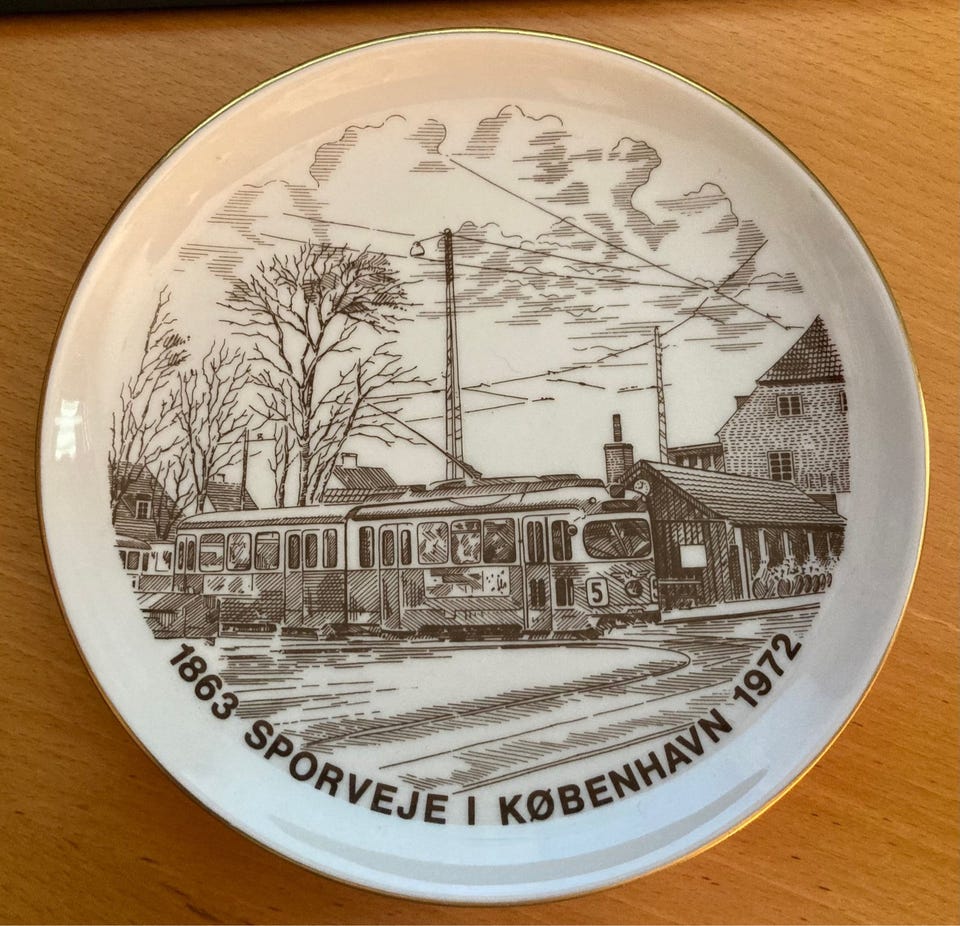 5
1863 SPORVEJE I KØBENHAVN 1972